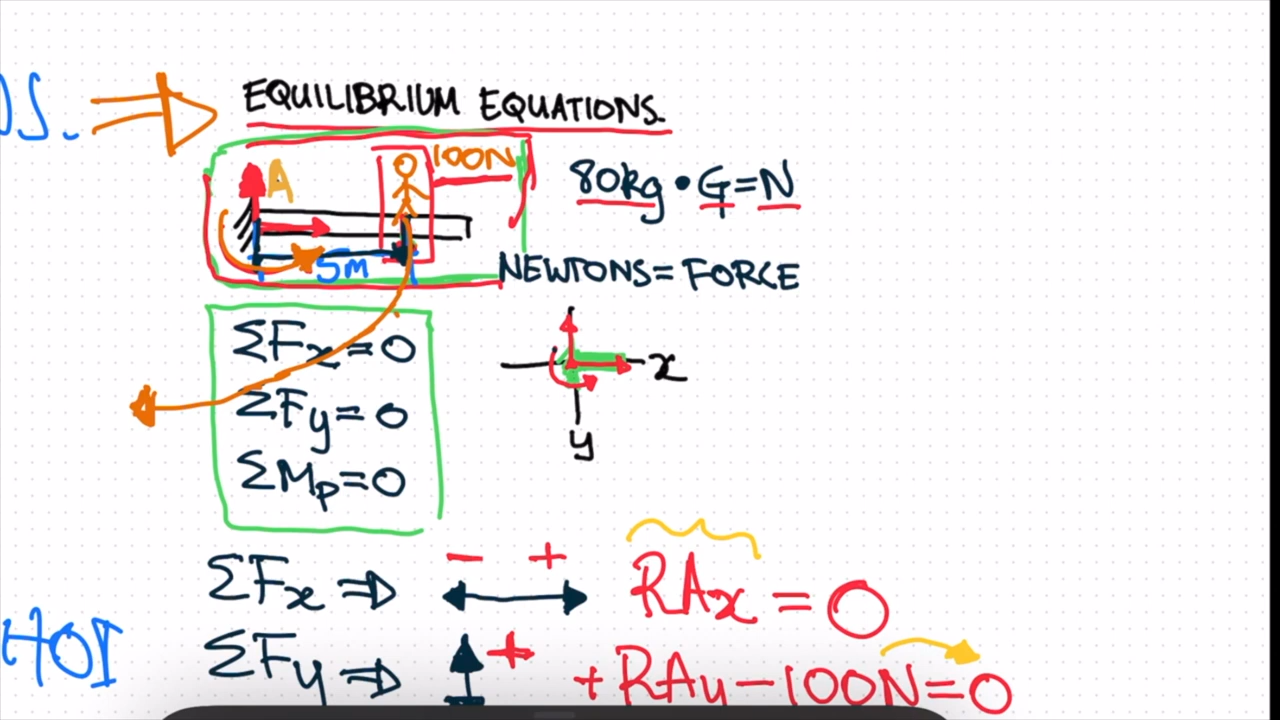 EQUILIBRIUM EQUATIONS.
A
100N
80kg • G = N
5M
NEWTONS = FORCE
ΣFx = 0
x
ΣFy = 0
y
ΣMp = 0
ΣFx ⇒ - + RAx = 0
ΣFy ⇒ + +RAy - 100N = 0